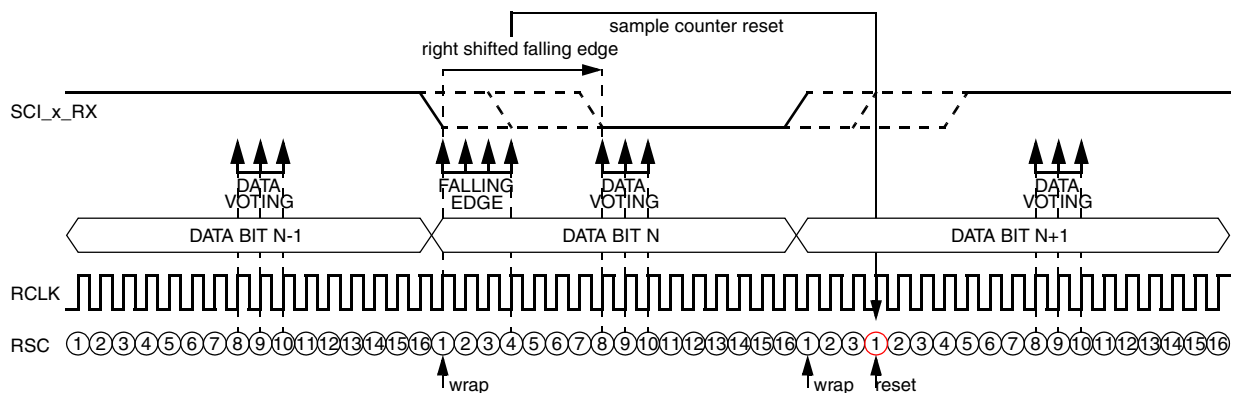 sample counter reset
right shifted falling edge
SCI_x_RX
DATA VOTING
FALLING EDGE
DATA VOTING
DATA VOTING
DATA BIT N-1
DATA BIT N
DATA BIT N+1
RCLK
RSC 1 2 3 4 5 6 7 8 9 10 11 12 13 14 15 16 1 2 3 4 5 6 7 8 9 10 11 12 13 14 15 16 1 2 3 1 2 3 4 5 6 7 8 9 10 11 12 13 14 15 16
wrap
wrap
reset